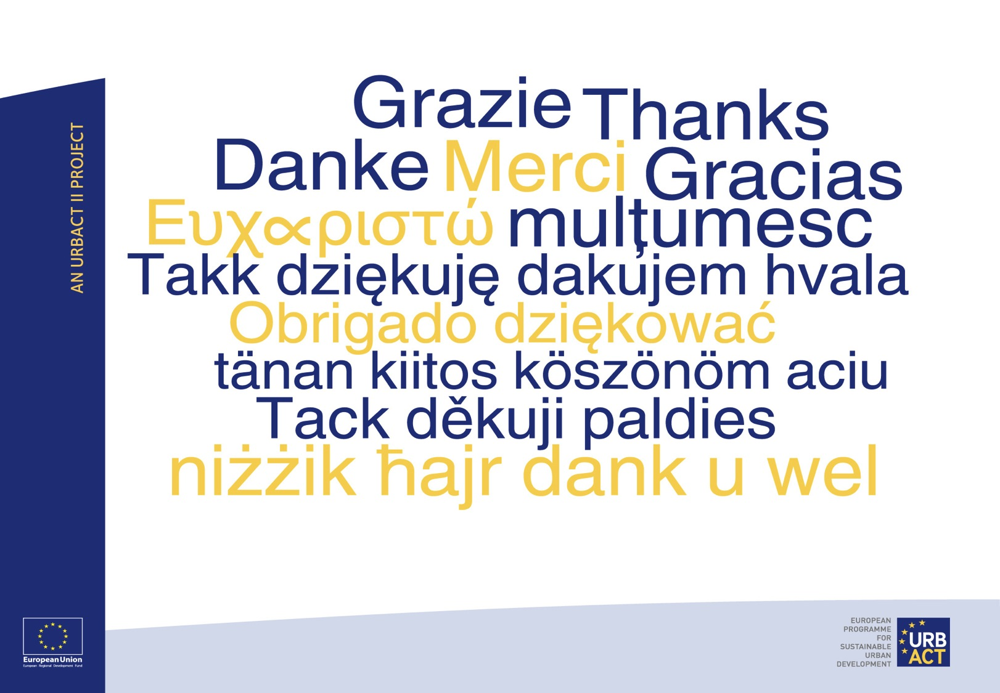 AN URBACT II PROJECT
Grazie Thanks
Danke Merci Gracias
Ευχαριστώ mulţumesc
Takk dziękuję dakujem hvala
Obrigado dziękować
tänan kiitos köszönöm aciu
Tack děkuji paldies
niżżik ħajr dank u wel
European Union
European Regional Development Fund
EUROPEAN
PROGRAMME
FOR
SUSTAINABLE
URBAN
DEVELOPMENT
URB
ACT